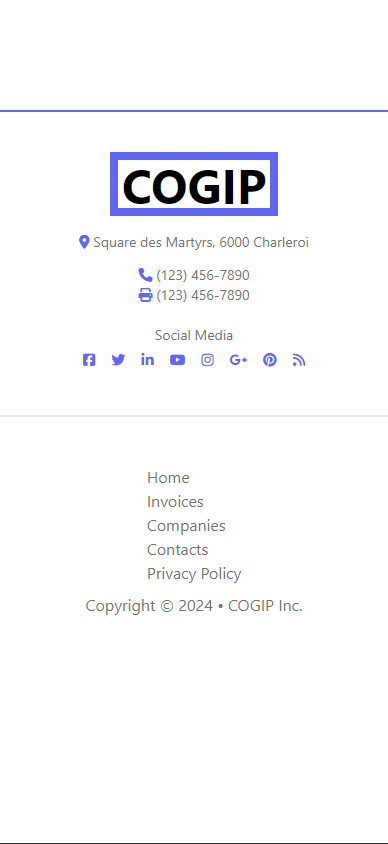 COGIP
Square des Martyrs, 6000 Charleroi
(123) 456-7890
(123) 456-7890
Social Media
Home
Invoices
Companies
Contacts
Privacy Policy
Copyright © 2024 • COGIP Inc.